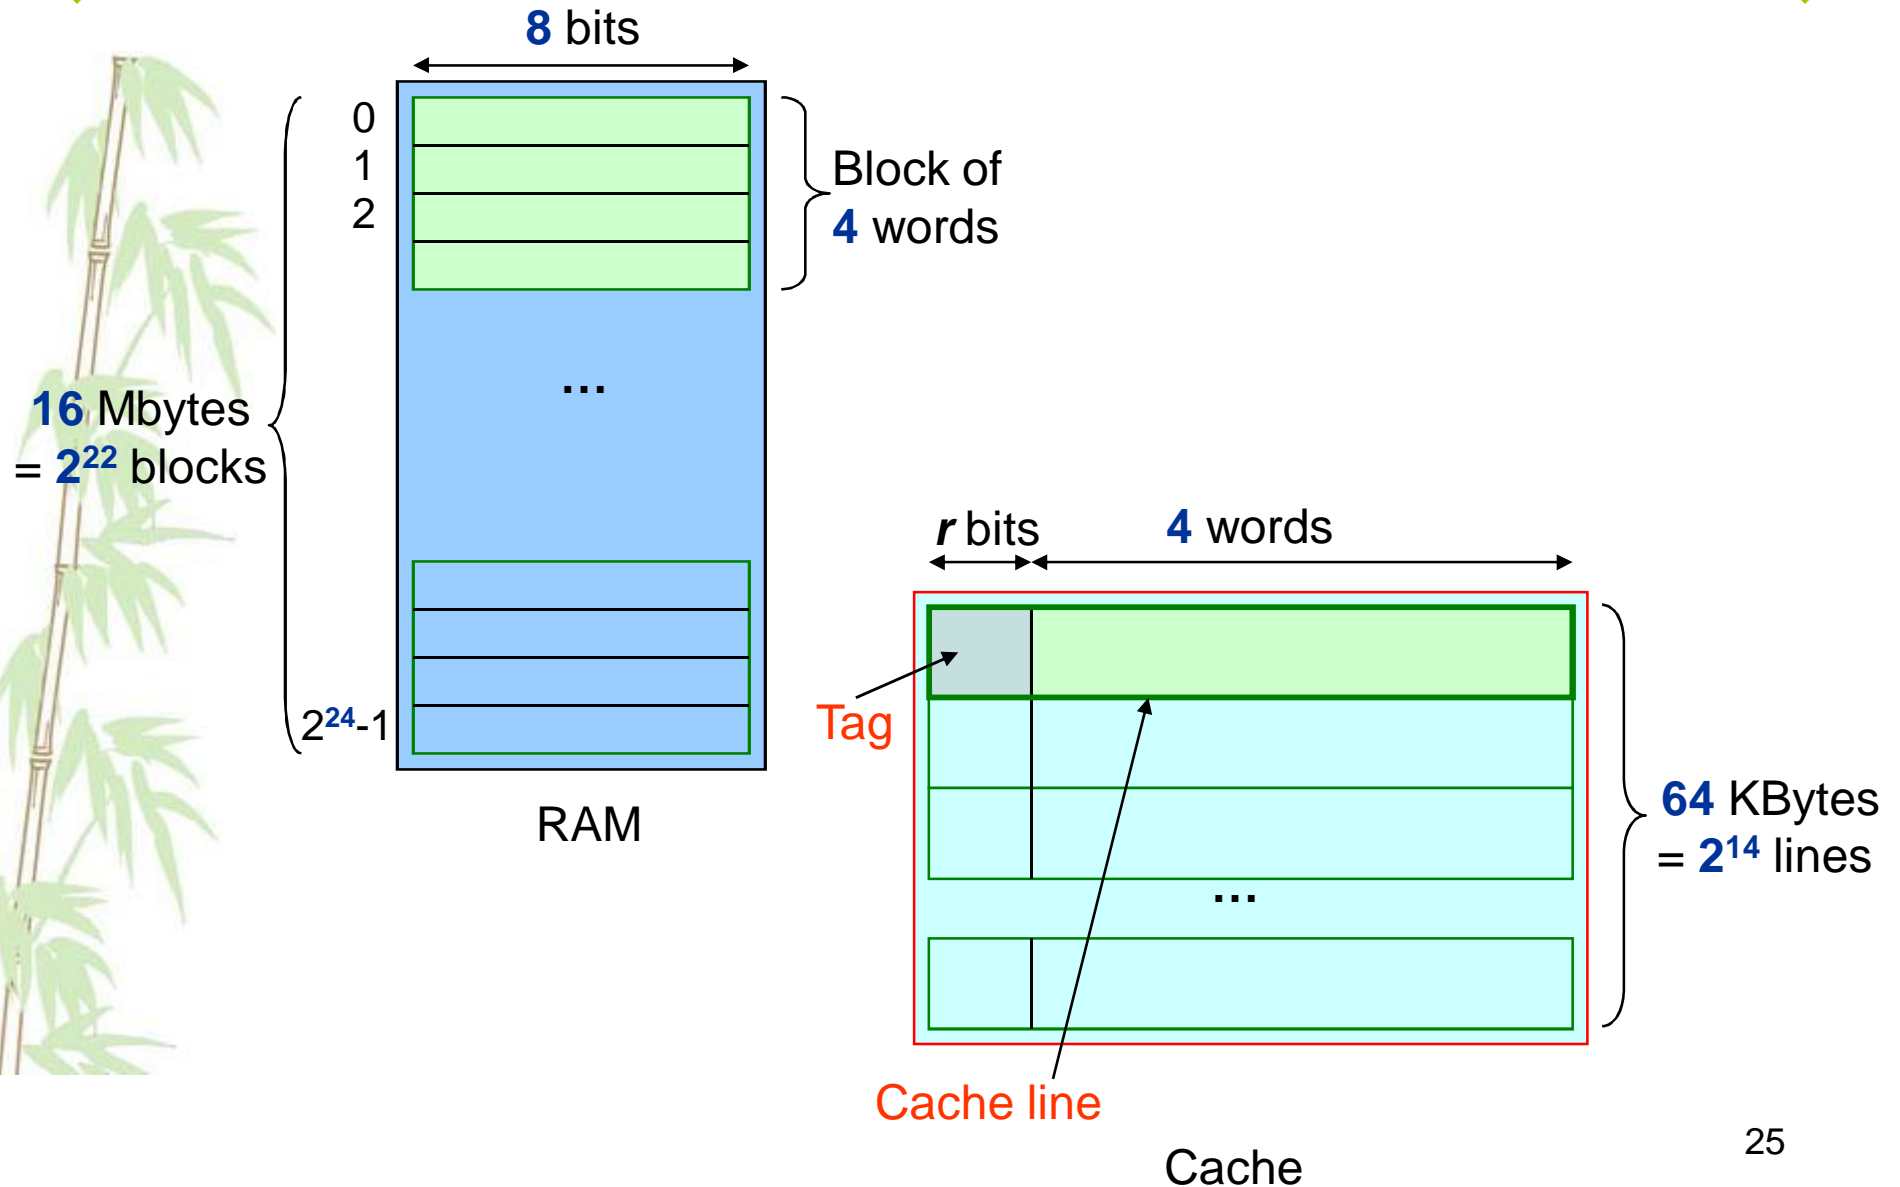 8 bits
0
1
2
Block of
4 words
...
16 Mbytes
= 2²² blocks
2²⁴-1
RAM
r bits
4 words
Tag
64 KBytes
= 2¹⁴ lines
...
Cache line
Cache
25